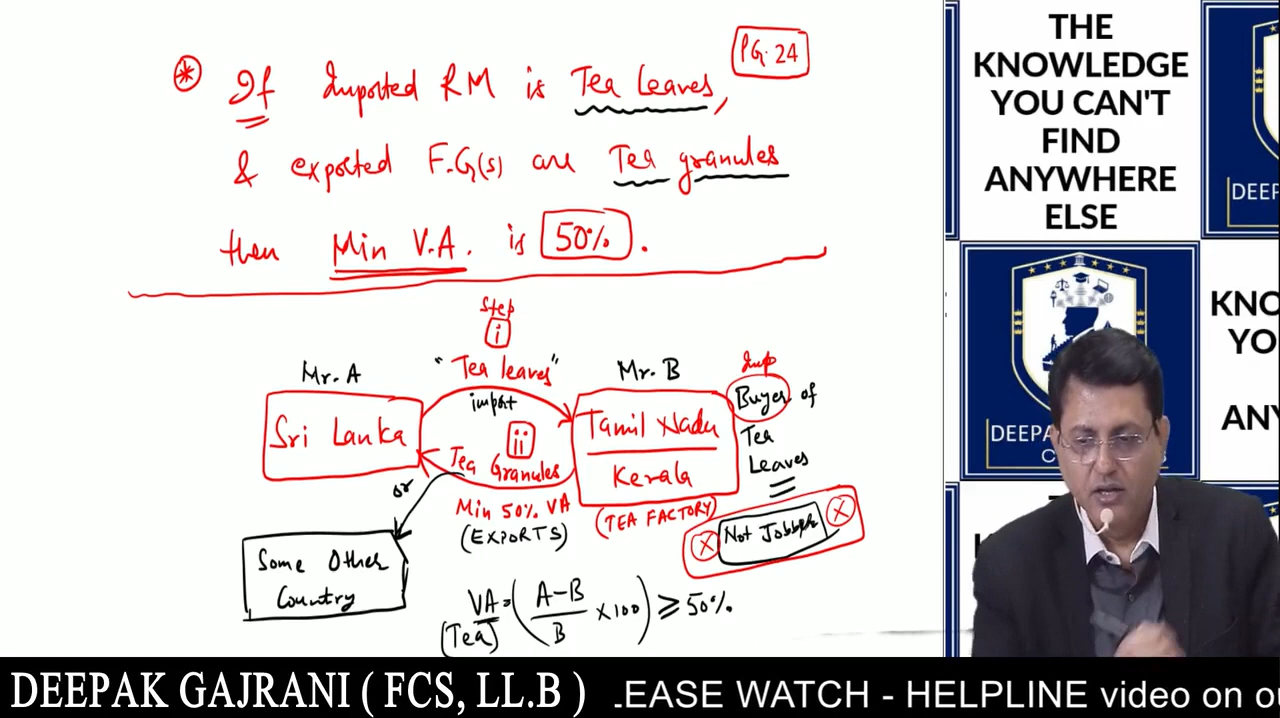 PG. 24
* If Imported RM is Tea Leaves,
& exported F.G(s) are Tea granules
then Min V.A. is 50%.
Step
i
Mr. A
"Tea leaves"
Mr. B
Imp
import
Buyer of
Tea
Leaves
Sri Lanka
Tamil Nadu
Kerala
ii
Tea Granules
or
Min 50% VA
(EXPORTS)
(TEA FACTORY)
X Not Jobber X
Some Other
Country
VA = (A-B/B × 100) ≥ 50%
(Tea)
THE
KNOWLEDGE
YOU CAN'T
FIND
ANYWHERE
ELSE
DEEP
KNO
YO
ANY
DEEPA
C
DEEPAK GAJRANI ( FCS, LL.B )
.EASE WATCH - HELPLINE video on o